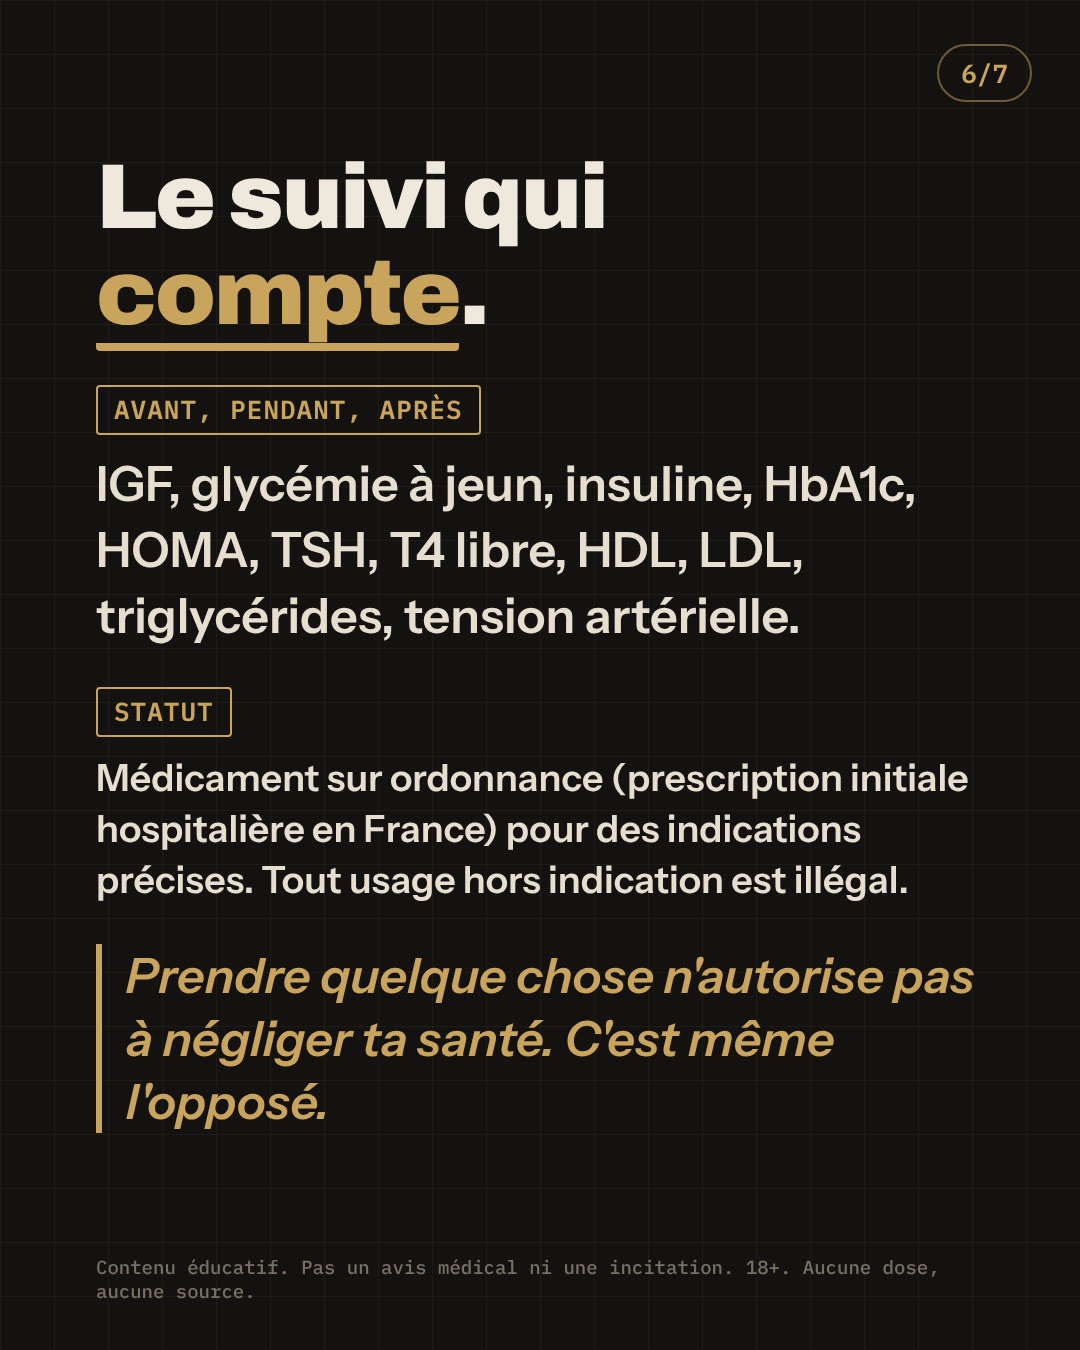 6/7
Le suivi qui
compte.
AVANT, PENDANT, APRÈS
IGF, glycémie à jeun, insuline, HbA1c,
HOMA, TSH, T4 libre, HDL, LDL,
triglycérides, tension artérielle.
STATUT
Médicament sur ordonnance (prescription initiale
hospitalière en France) pour des indications
précises. Tout usage hors indication est illégal.
Prendre quelque chose n'autorise pas
à négliger ta santé. C'est même
l'opposé.
Contenu éducatif. Pas un avis médical ni une incitation. 18+. Aucune dose,
aucune source.